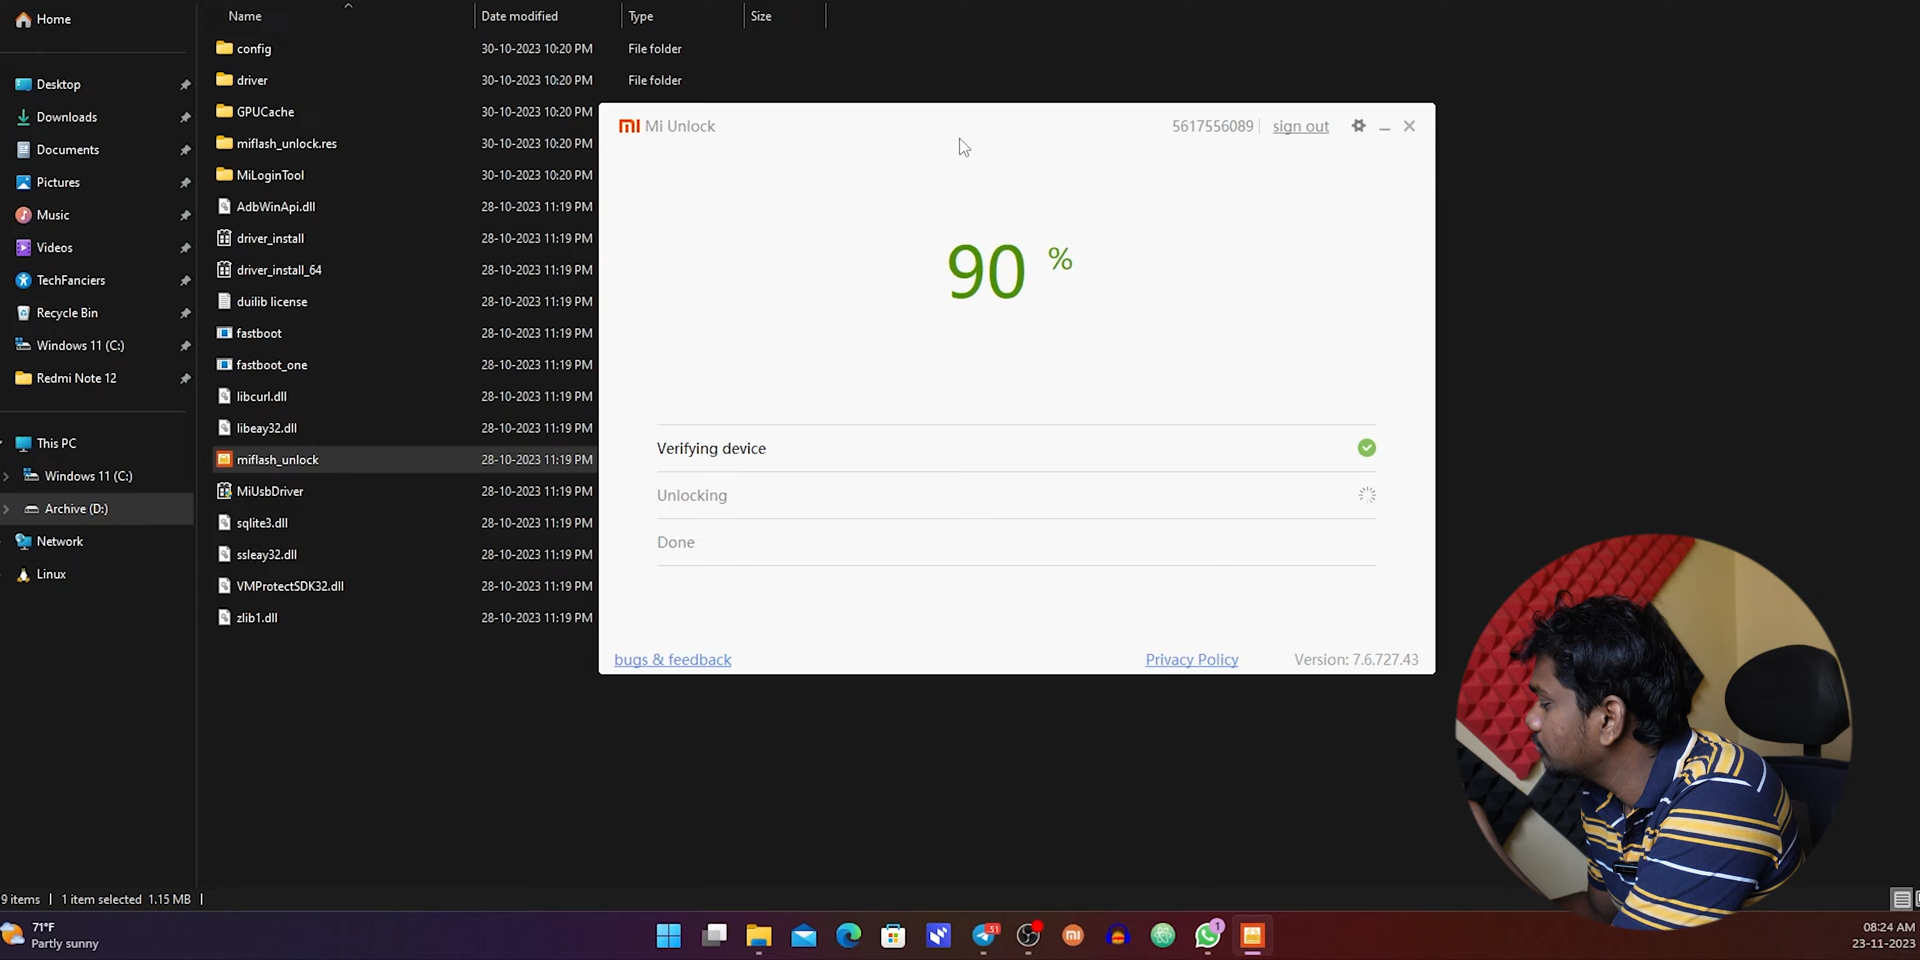 Home
Desktop
Downloads
Documents
Pictures
Music
Videos
TechFanciers
Recycle Bin
Windows 11 (C:)
Redmi Note 12
This PC
Windows 11 (C:)
Archive (D:)
Network
Linux
Name Date modified Type Size
config 30-10-2023 10:20 PM File folder
driver 30-10-2023 10:20 PM File folder
GPUCache 30-10-2023 10:20 PM
miflash_unlock.res 30-10-2023 10:20 PM
MiLoginTool 30-10-2023 10:20 PM
AdbWinApi.dll 28-10-2023 11:19 PM
driver_install 28-10-2023 11:19 PM
driver_install_64 28-10-2023 11:19 PM
duilib license 28-10-2023 11:19 PM
fastboot 28-10-2023 11:19 PM
fastboot_one 28-10-2023 11:19 PM
libcurl.dll 28-10-2023 11:19 PM
libeay32.dll 28-10-2023 11:19 PM
miflash_unlock 28-10-2023 11:19 PM
MiUsbDriver 28-10-2023 11:19 PM
sqlite3.dll 28-10-2023 11:19 PM
ssleay32.dll 28-10-2023 11:19 PM
VMProtectSDK32.dll 28-10-2023 11:19 PM
zlib1.dll 28-10-2023 11:19 PM
mi Mi Unlock 5617556089 sign out
90 %
Verifying device
Unlocking
Done
bugs & feedback Privacy Policy Version: 7.6.727.43
9 items 1 item selected 1.15 MB
71°F
Partly sunny
51
mi
1
08:24 AM
23-11-2023